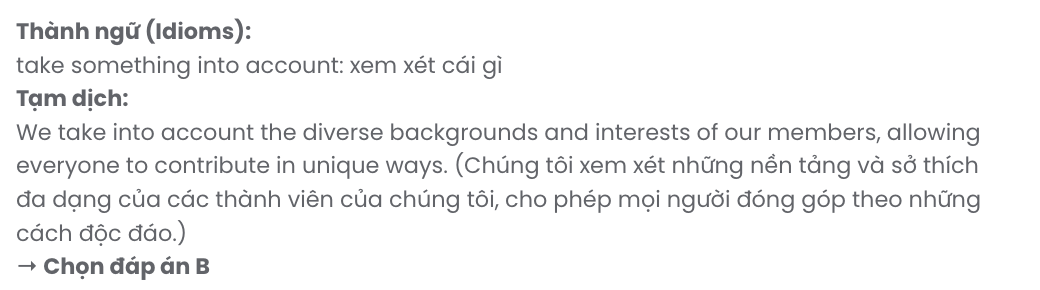 Thành ngữ (Idioms):
take something into account: xem xét cái gì
Tạm dịch:
We take into account the diverse backgrounds and interests of our members, allowing
everyone to contribute in unique ways. (Chúng tôi xem xét những nền tảng và sở thích
đa dạng của các thành viên của chúng tôi, cho phép mọi người đóng góp theo những
cách độc đáo.)
→ Chọn đáp án B